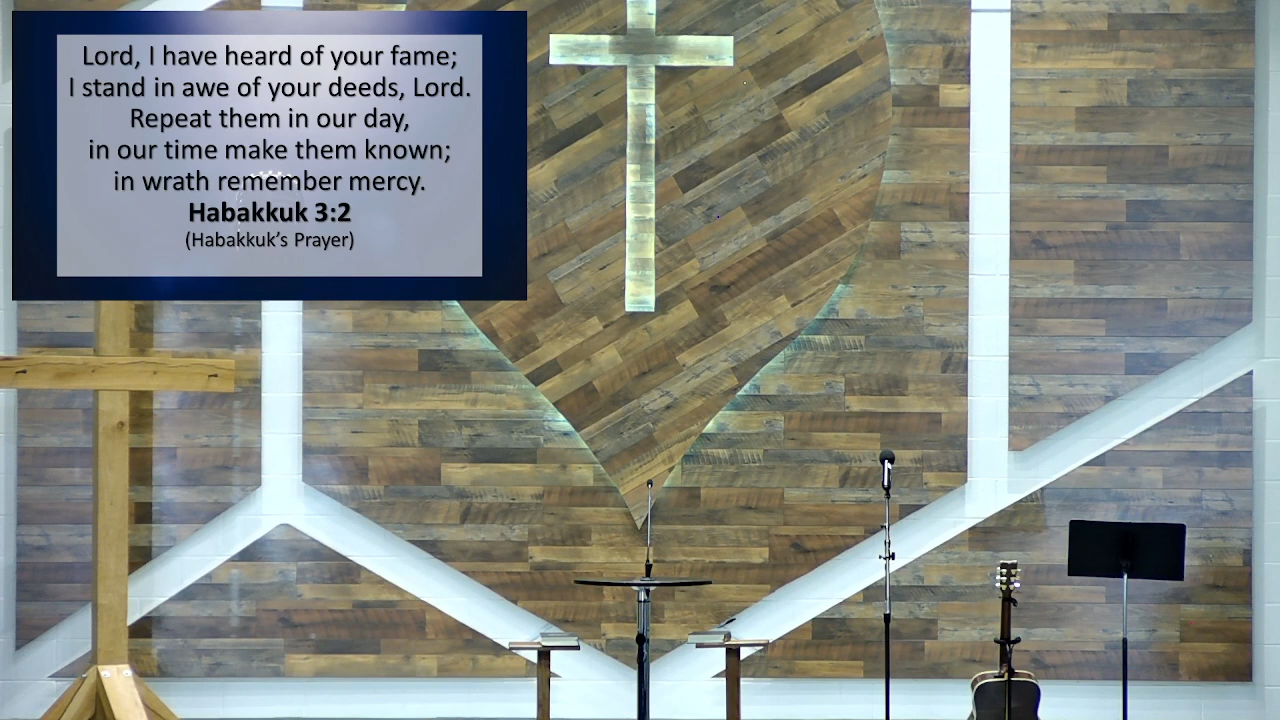 Lord, I have heard of your fame;
I stand in awe of your deeds, Lord.
Repeat them in our day,
in our time make them known;
in wrath remember mercy.
Habakkuk 3:2
(Habakkuk’s Prayer)